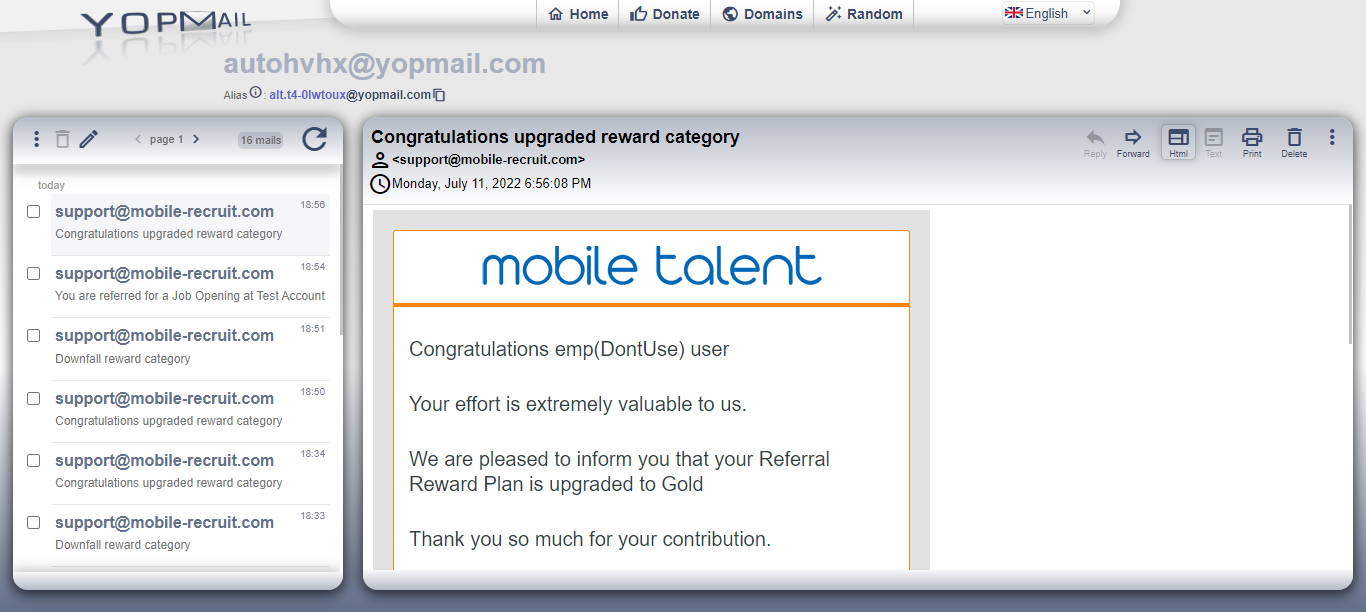 YOPMAIL
Home
Donate
Domains
Random
English
autohvhx@yopmail.com
Alias : alt.t4-0lwtoux@yopmail.com
page 1
16 mails
today
support@mobile-recruit.com
18:56
Congratulations upgraded reward category
support@mobile-recruit.com
18:54
You are referred for a Job Opening at Test Account
support@mobile-recruit.com
18:51
Downfall reward category
support@mobile-recruit.com
18:50
Congratulations upgraded reward category
support@mobile-recruit.com
18:34
Congratulations upgraded reward category
support@mobile-recruit.com
18:33
Downfall reward category
Congratulations upgraded reward category
<support@mobile-recruit.com>
Monday, July 11, 2022 6:56:08 PM
Reply
Forward
Html
Text
Print
Delete
mobile talent
Congratulations emp(DontUse) user
Your effort is extremely valuable to us.
We are pleased to inform you that your Referral
Reward Plan is upgraded to Gold
Thank you so much for your contribution.